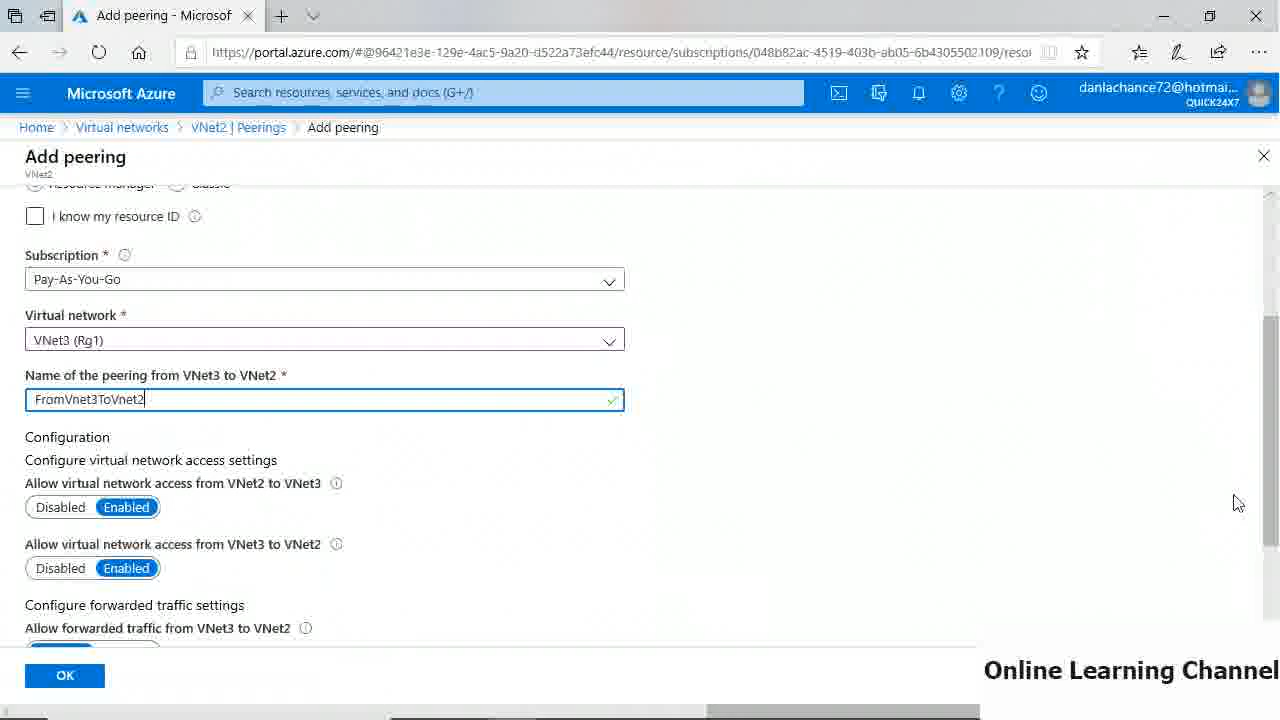 Add peering - Microsof
https://portal.azure.com/#@96421e3e-129e-4ac5-9a20-d522a73efc44/resource/subscriptions/048b82ac-4519-403b-ab05-6b4305502109/resou
Microsoft Azure
Search resources, services, and docs (G+/)
danlachance72@hotmai...
QUICK24X7
Home > Virtual networks > VNet2 | Peerings > Add peering
Add peering
VNet2
Resource manager Classic
I know my resource ID
Subscription *
Pay-As-You-Go
Virtual network *
VNet3 (Rg1)
Name of the peering from VNet3 to VNet2 *
FromVnet3ToVnet2
Configuration
Configure virtual network access settings
Allow virtual network access from VNet2 to VNet3
Disabled Enabled
Allow virtual network access from VNet3 to VNet2
Disabled Enabled
Configure forwarded traffic settings
Allow forwarded traffic from VNet3 to VNet2
OK
Online Learning Channel